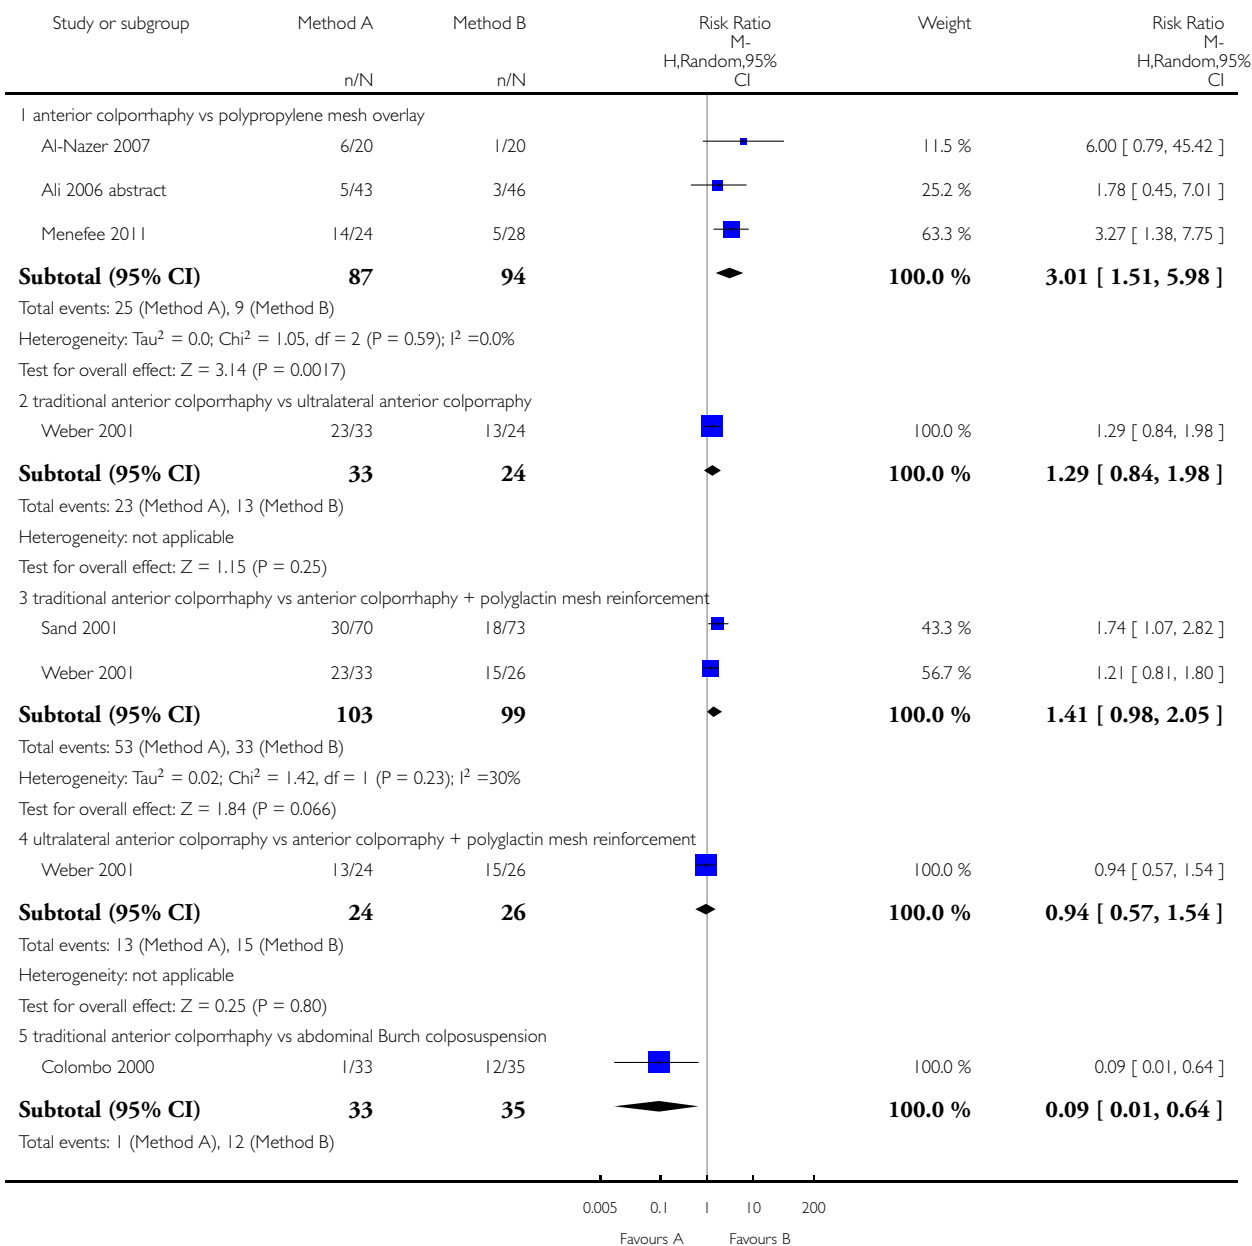 Study or subgroup Method A Method B Risk Ratio Weight Risk Ratio
M- M-
H,Random,95% H,Random,95%
n/N n/N CI CI
1 anterior colporrhaphy vs polypropylene mesh overlay
Al-Nazer 2007 6/20 1/20 11.5 % 6.00 [ 0.79, 45.42 ]
Ali 2006 abstract 5/43 3/46 25.2 % 1.78 [ 0.45, 7.01 ]
Menefee 2011 14/24 5/28 63.3 % 3.27 [ 1.38, 7.75 ]
Subtotal (95% CI) 87 94 100.0 % 3.01 [ 1.51, 5.98 ]
Total events: 25 (Method A), 9 (Method B)
Heterogeneity: Tau² = 0.0; Chi² = 1.05, df = 2 (P = 0.59); I² =0.0%
Test for overall effect: Z = 3.14 (P = 0.0017)
2 traditional anterior colporrhaphy vs ultralateral anterior colporraphy
Weber 2001 23/33 13/24 100.0 % 1.29 [ 0.84, 1.98 ]
Subtotal (95% CI) 33 24 100.0 % 1.29 [ 0.84, 1.98 ]
Total events: 23 (Method A), 13 (Method B)
Heterogeneity: not applicable
Test for overall effect: Z = 1.15 (P = 0.25)
3 traditional anterior colporrhaphy vs anterior colporrhaphy + polyglactin mesh reinforcement
Sand 2001 30/70 18/73 43.3 % 1.74 [ 1.07, 2.82 ]
Weber 2001 23/33 15/26 56.7 % 1.21 [ 0.81, 1.80 ]
Subtotal (95% CI) 103 99 100.0 % 1.41 [ 0.98, 2.05 ]
Total events: 53 (Method A), 33 (Method B)
Heterogeneity: Tau² = 0.02; Chi² = 1.42, df = 1 (P = 0.23); I² =30%
Test for overall effect: Z = 1.84 (P = 0.066)
4 ultralateral anterior colporraphy vs anterior colporraphy + polyglactin mesh reinforcement
Weber 2001 13/24 15/26 100.0 % 0.94 [ 0.57, 1.54 ]
Subtotal (95% CI) 24 26 100.0 % 0.94 [ 0.57, 1.54 ]
Total events: 13 (Method A), 15 (Method B)
Heterogeneity: not applicable
Test for overall effect: Z = 0.25 (P = 0.80)
5 traditional anterior colporrhaphy vs abdominal Burch colposuspension
Colombo 2000 1/33 12/35 100.0 % 0.09 [ 0.01, 0.64 ]
Subtotal (95% CI) 33 35 100.0 % 0.09 [ 0.01, 0.64 ]
Total events: 1 (Method A), 12 (Method B)
0.005 0.1 1 10 200
Favours A Favours B